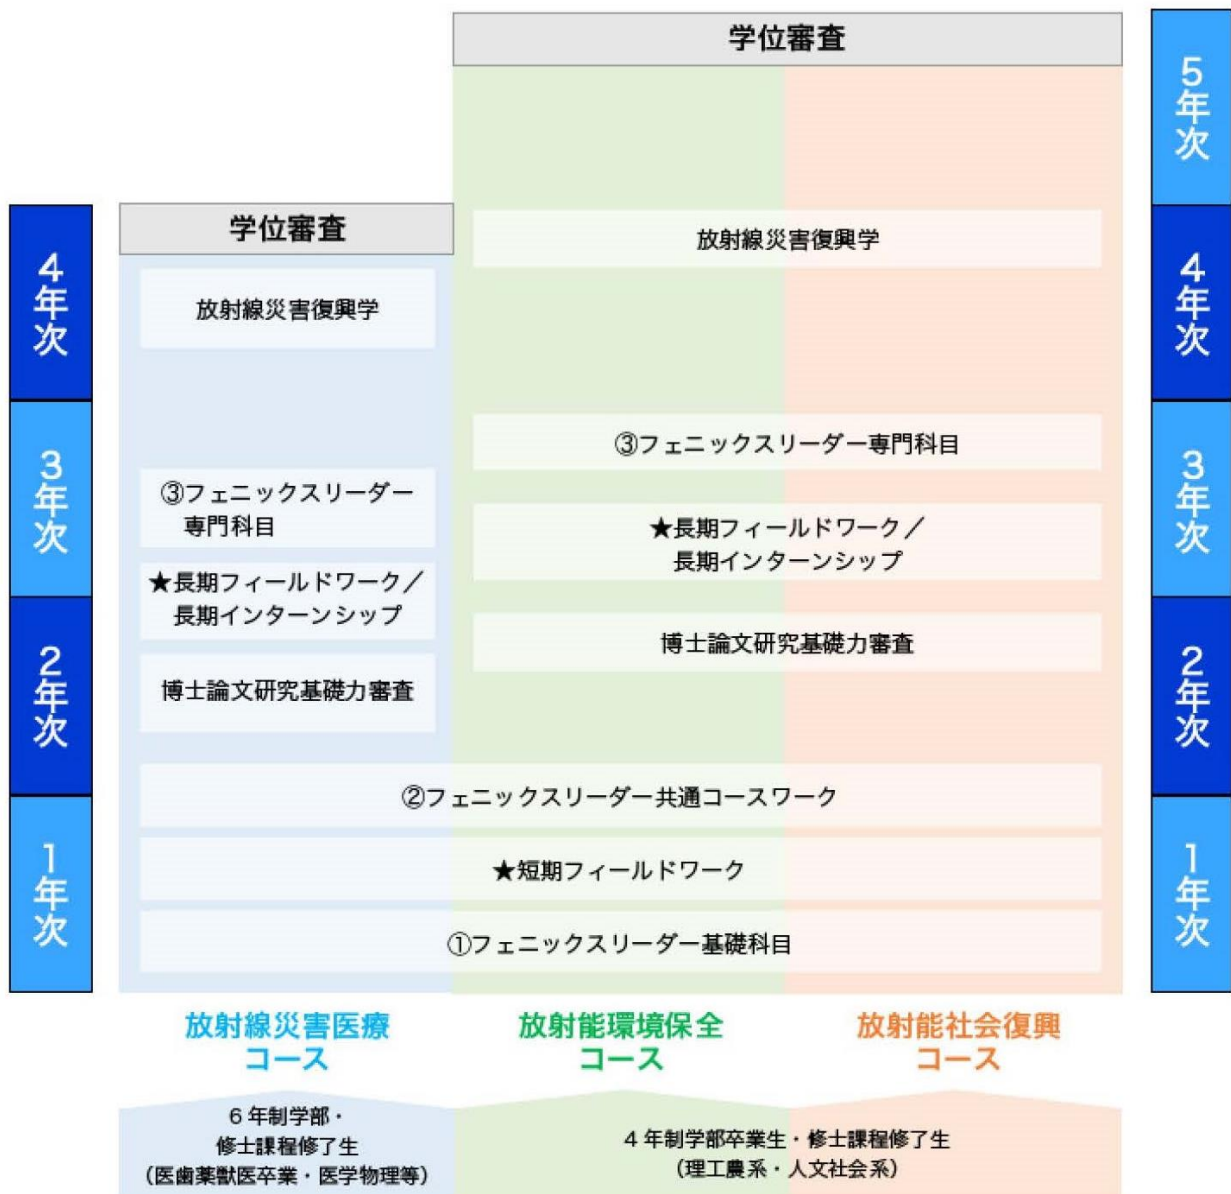 学位審査
5年次
4年次
3年次
2年次
1年次
学位審査
4年次
3年次
2年次
1年次
放射線災害復興学
放射線災害復興学
③フェニックスリーダー専門科目
③フェニックスリーダー
専門科目
★長期フィールドワーク／
長期インターンシップ
★長期フィールドワーク／
長期インターンシップ
博士論文研究基礎力審査
博士論文研究基礎力審査
②フェニックスリーダー共通コースワーク
★短期フィールドワーク
①フェニックスリーダー基礎科目
放射線災害医療
コース
放射能環境保全
コース
放射能社会復興
コース
6年制学部・
修士課程修了生
（医歯薬獣医卒業・医学物理等）
4年制学部卒業生・修士課程修了生
（理工農系・人文社会系）